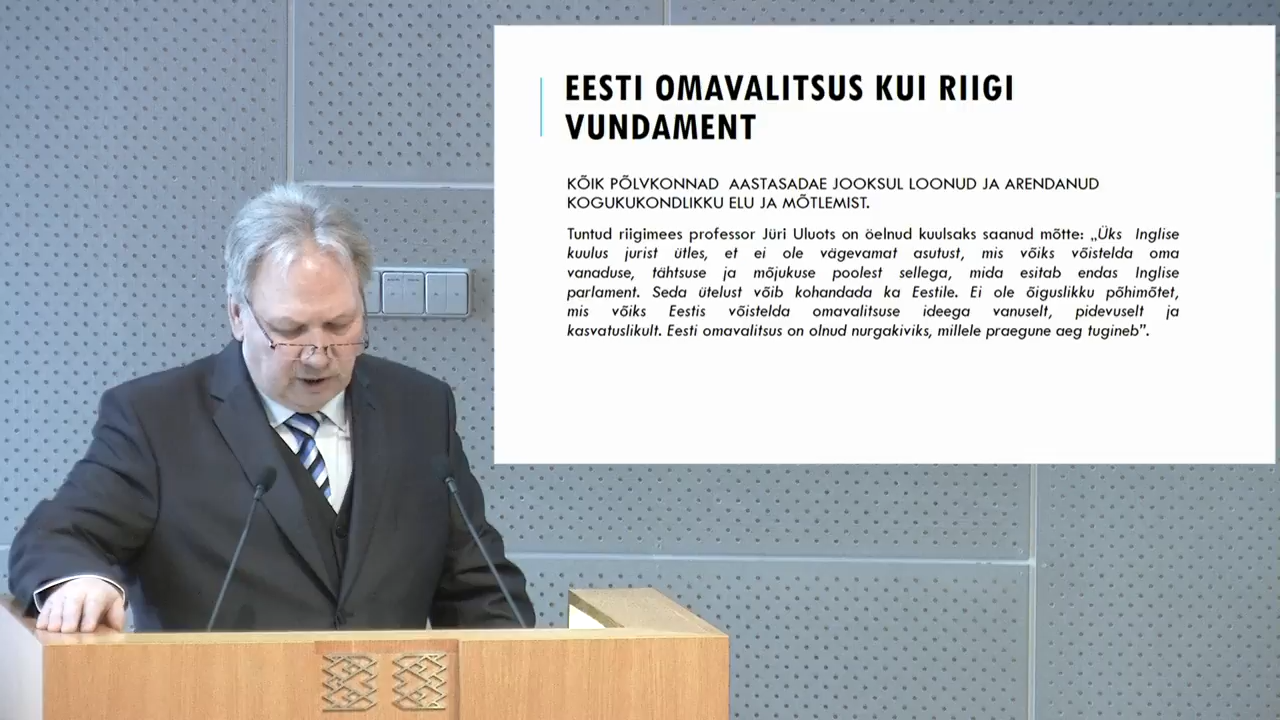 EESTI OMAVALITSUS KUI RIIGI
VUNDAMENT
KÕIK PÕLVKONNAD AASTASADAE JOOKSUL LOONUD JA ARENDANUD
KOGUKUKONDLIKKU ELU JA MÕTLEMIST.
Tuntud riigimees professor Jüri Uluots on öelnud kuulsaks saanud mõtte: „Üks Inglise
kuulus jurist ütles, et ei ole vägevamat asutust, mis võiks võistelda oma
vanaduse, tähtsuse ja mõjukuse poolest sellega, mida esitab endas Inglise
parlament. Seda ütelust võib kohandada ka Eestile. Ei ole õiguslikku põhimõtet,
mis võiks Eestis võistelda omavalitsuse ideega vanuselt, pidevuselt ja
kasvatuslikult. Eesti omavalitsus on olnud nurgakiviks, millele praegune aeg tugineb”.